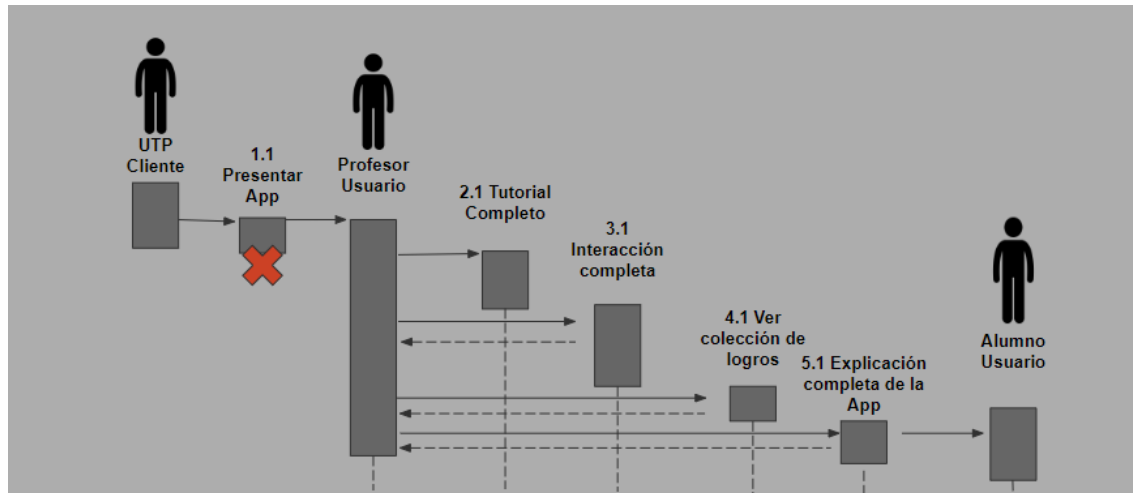 UTP
Cliente
1.1
Presentar
App
Profesor
Usuario
2.1 Tutorial
Completo
3.1
Interacción
completa
4.1 Ver
colección de
logros
5.1 Explicación
completa de la
App
Alumno
Usuario